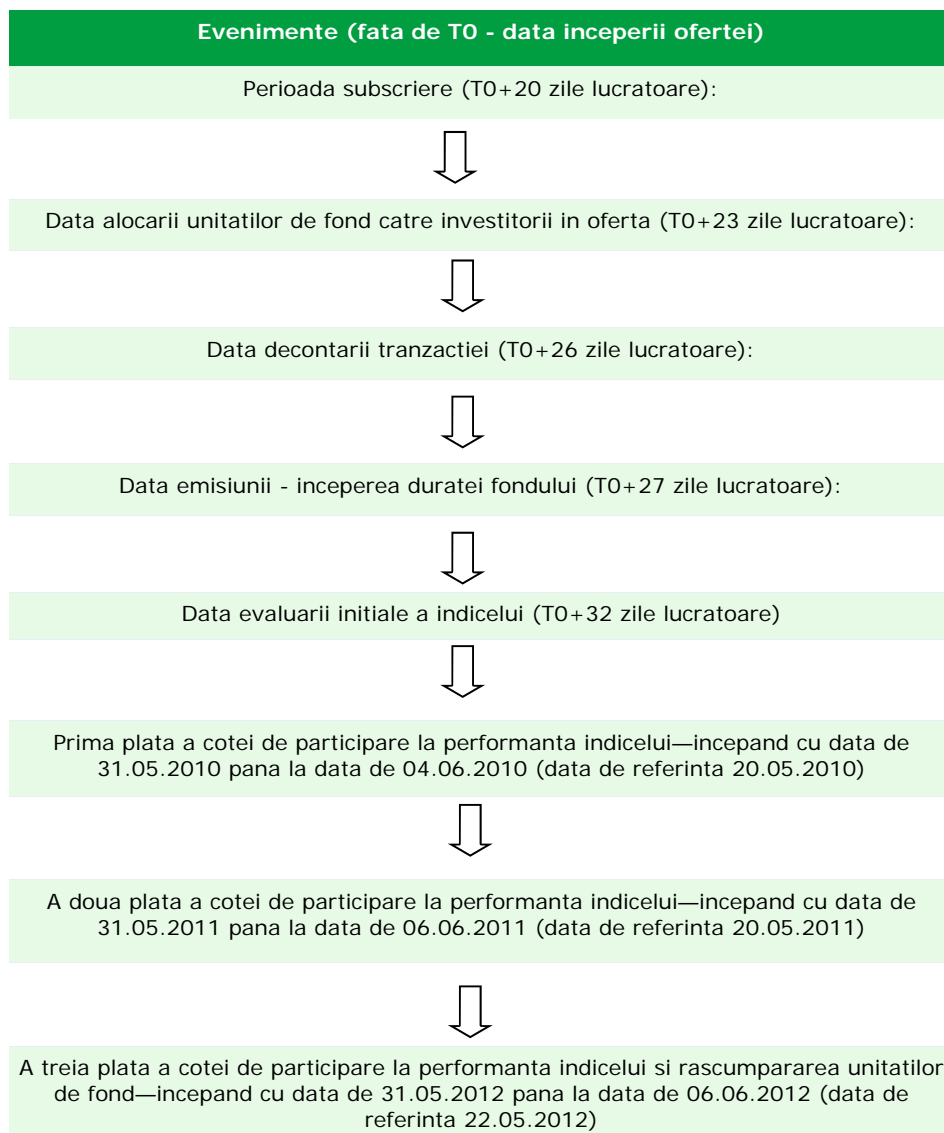 Evenimente (fata de T0 - data inceperii ofertei)
Perioada subscriere (T0+20 zile lucratoare):
Data alocarii unitatilor de fond catre investitorii in oferta (T0+23 zile lucratoare):
Data decontarii tranzactiei (T0+26 zile lucratoare):
Data emisiunii - inceperea duratei fondului (T0+27 zile lucratoare):
Data evaluarii initiale a indicelui (T0+32 zile lucratoare)
Prima plata a cotei de participare la performanta indicelui—incepand cu data de
31.05.2010 pana la data de 04.06.2010 (data de referinta 20.05.2010)
A doua plata a cotei de participare la performanta indicelui—incepand cu data de
31.05.2011 pana la data de 06.06.2011 (data de referinta 20.05.2011)
A treia plata a cotei de participare la performanta indicelui si rascumpararea unitatilor
de fond—incepand cu data de 31.05.2012 pana la data de 06.06.2012 (data de
referinta 22.05.2012)